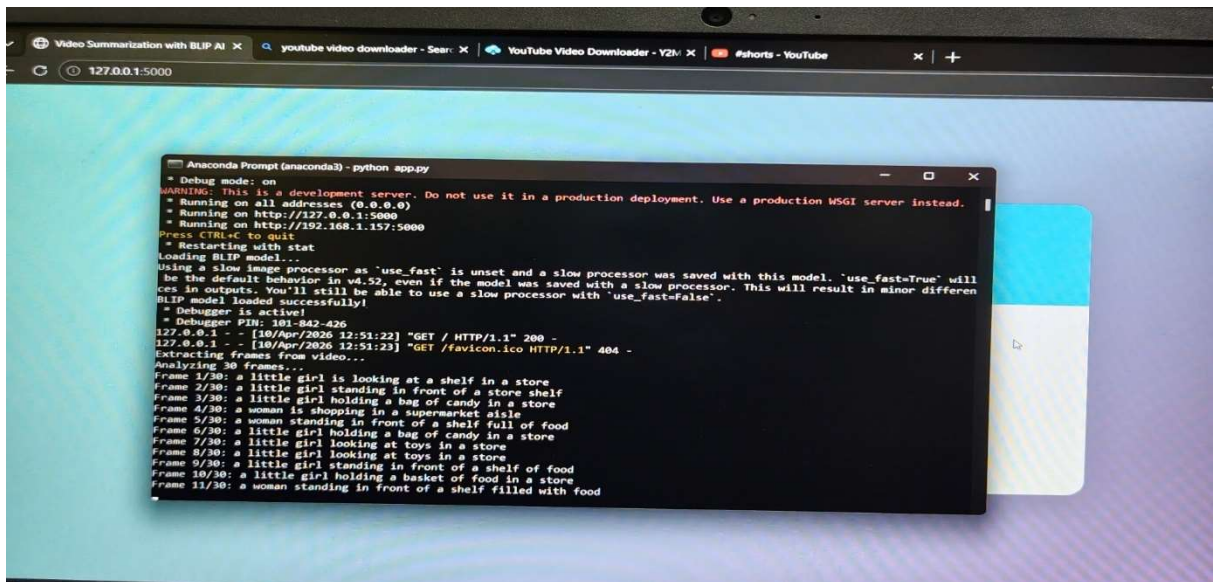 Video Summarization with BLIP AI
youtube video downloader - Sear
YouTube Video Downloader - Y2M
#shorts - YouTube
127.0.0.1:5000
Anaconda Prompt (anaconda3) - python app.py
* Debug mode: on
WARNING: This is a development server. Do not use it in a production deployment. Use a production WSGI server instead.
* Running on all addresses (0.0.0.0)
* Running on http://127.0.0.1:5000
* Running on http://192.168.1.157:5000
Press CTRL+C to quit
* Restarting with stat
Loading BLIP model...
Using a slow image processor as `use_fast` is unset and a slow processor was saved with this model. `use_fast=True` will
be the default behavior in v4.52, even if the model was saved with a slow processor. This will result in minor differen
ces in outputs. You'll still be able to use a slow processor with `use_fast=False`.
BLIP model loaded successfully!
* Debugger is active!
* Debugger PIN: 101-842-426
127.0.0.1 - - [10/Apr/2026 12:51:22] "GET / HTTP/1.1" 200 -
127.0.0.1 - - [10/Apr/2026 12:51:23] "GET /favicon.ico HTTP/1.1" 404 -
Extracting frames from video...
Analyzing 30 frames...
Frame 1/30: a little girl is looking at a shelf in a store
Frame 2/30: a little girl standing in front of a store shelf
Frame 3/30: a little girl holding a bag of candy in a store
Frame 4/30: a woman is shopping in a supermarket aisle
Frame 5/30: a woman standing in front of a shelf full of food
Frame 6/30: a little girl holding a bag of candy in a store
Frame 7/30: a little girl looking at toys in a store
Frame 8/30: a little girl looking at toys in a store
Frame 9/30: a little girl standing in front of a shelf of food
Frame 10/30: a little girl holding a basket of food in a store
Frame 11/30: a woman standing in front of a shelf filled with food